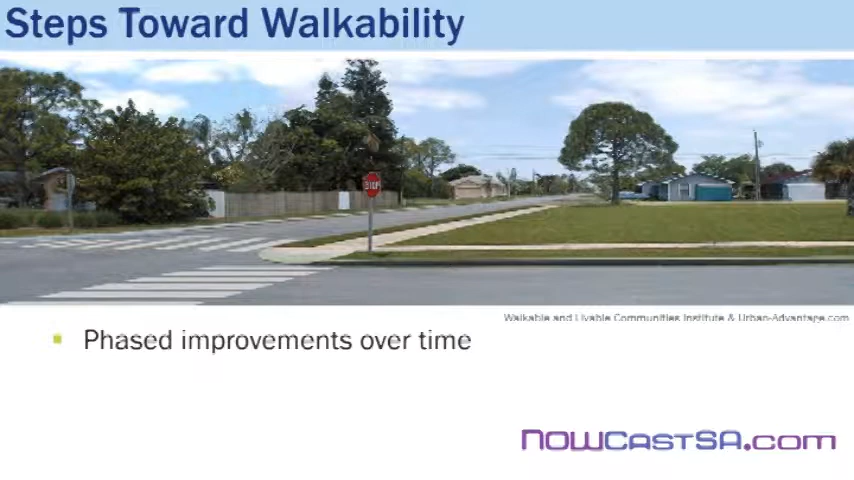 Steps Toward Walkability
STOP
Walkable and Livable Communities Institute & Urban-Advantage.com
Phased improvements over time
NOWCASTSA.com